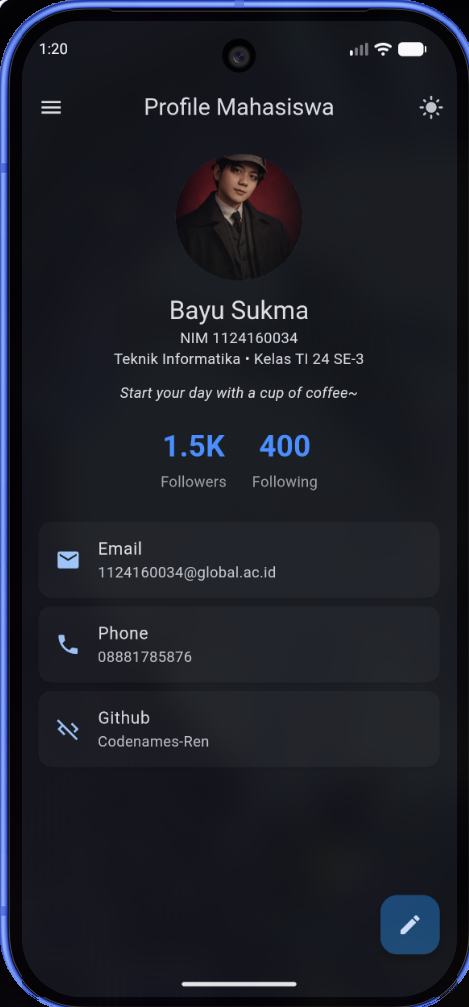 1:20
Profile Mahasiswa
Bayu Sukma
NIM 1124160034
Teknik Informatika • Kelas TI 24 SE-3
Start your day with a cup of coffee~
1.5K 400
Followers Following
Email
1124160034@global.ac.id
Phone
08881785876
Github
Codenames-Ren